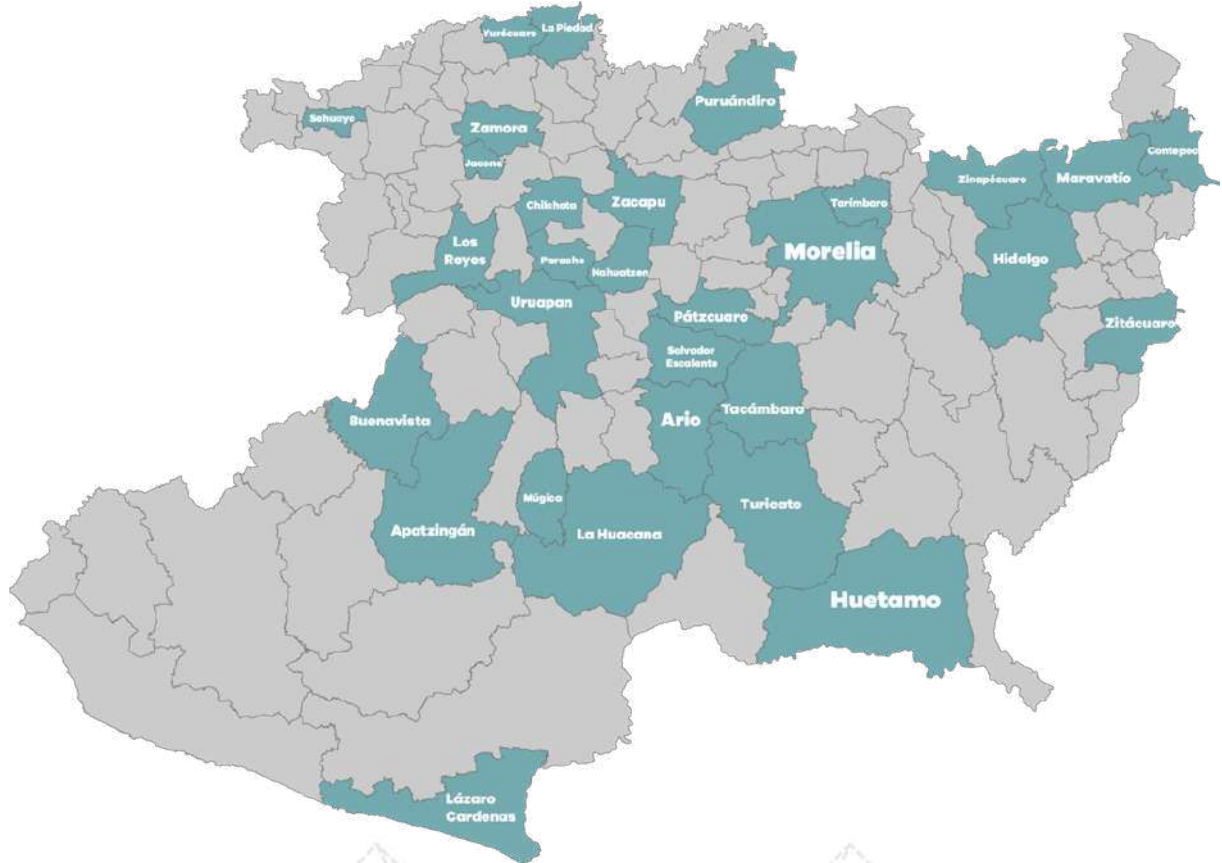 Yurécuaro
La Piedad
Puruándiro
Sahuayo
Zamora
Jacona
Contepec
Zinapécuaro
Maravatío
Chilchota
Zacapu
Tarímbaro
Los
Reyes
Paracho
Nahuatzen
Morelia
Hidalgo
Uruapan
Pátzcuaro
Zitácuaro
Salvador
Escalante
Buenavista
Ario
Tacámbaro
Múgica
Turicato
Apatzingán
La Huacana
Huetamo
Lázaro
Cardenas